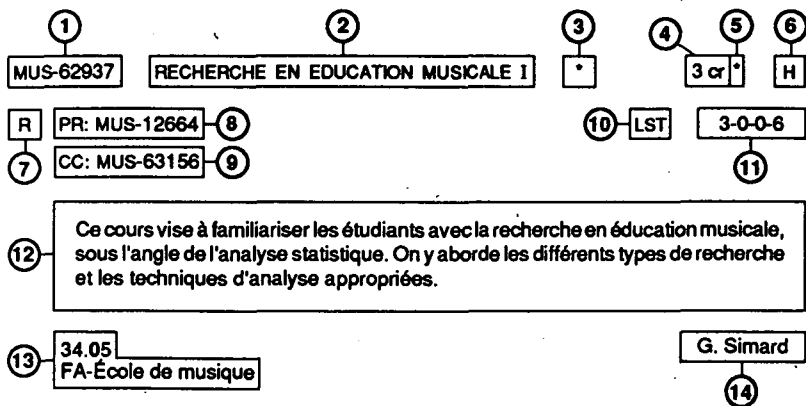 1 2 3 4 5 6
MUS-62937 RECHERCHE EN EDUCATION MUSICALE I * 3 cr * H
R PR: MUS-12664 8 10 LST 3-0-0-6
7 CC: MUS-63156 9 11
Ce cours vise à familiariser les étudiants avec la recherche en éducation musicale,
12 sous l'angle de l'analyse statistique. On y aborde les différents types de recherche
et les techniques d'analyse appropriées.
13 34.05 G. Simard
FA-École de musique
14